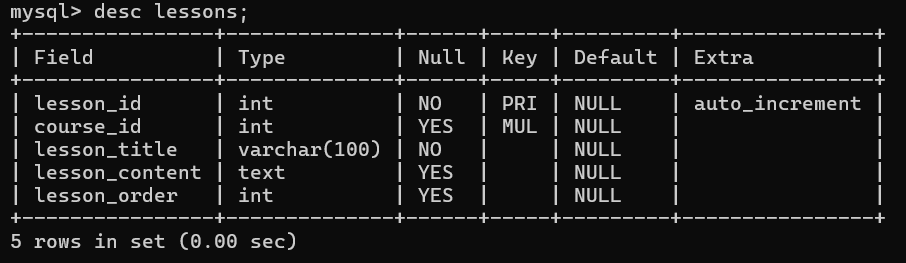 mysql> desc lessons;
+----------------+--------------+------+-----+---------+----------------+
| Field          | Type         | Null | Key | Default | Extra          |
+----------------+--------------+------+-----+---------+----------------+
| lesson_id      | int          | NO   | PRI | NULL    | auto_increment |
| course_id      | int          | YES  | MUL | NULL    |                |
| lesson_title   | varchar(100) | NO   |     | NULL    |                |
| lesson_content | text         | YES  |     | NULL    |                |
| lesson_order   | int          | YES  |     | NULL    |                |
+----------------+--------------+------+-----+---------+----------------+
5 rows in set (0.00 sec)